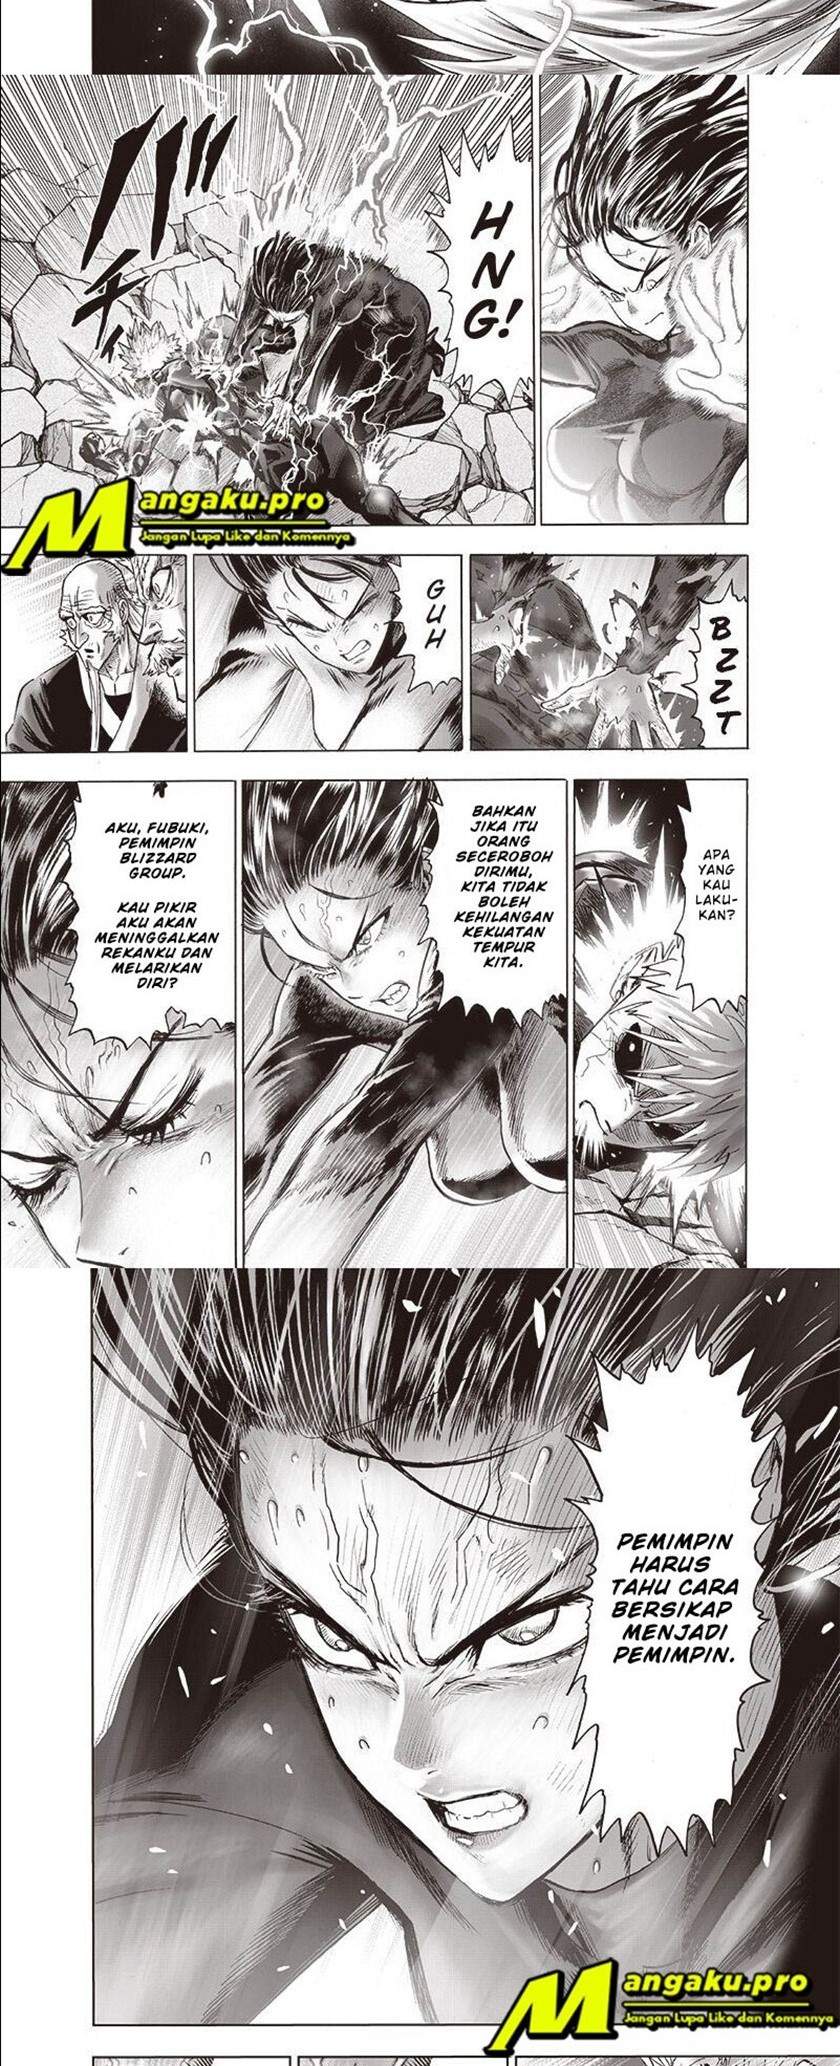 HNG!
バチ
Mangaku.pro
Jangan Lupa Like dan Komennya
BZZT
GUH
APA
YANG
KAU
LAKU-
KAN?
BAHKAN
JIKA ITU
ORANG
SECEROBOH
DIRIMU,
KITA TIDAK
BOLEH
KEHILANGAN
KEKUATAN
TEMPUR
KITA.
AKU, FUBUKI,
PEMIMPIN
BLIZZARD
GROUP.
KAU PIKIR
AKU AKAN
MENINGGALKAN
REKANKU DAN
MELARIKAN
DIRI?
PEMIMPIN
HARUS
TAHU CARA
BERSIKAP
MENJADI
PEMIMPIN.
Mangaku.pro
Jangan Lupa Like dan Komennya